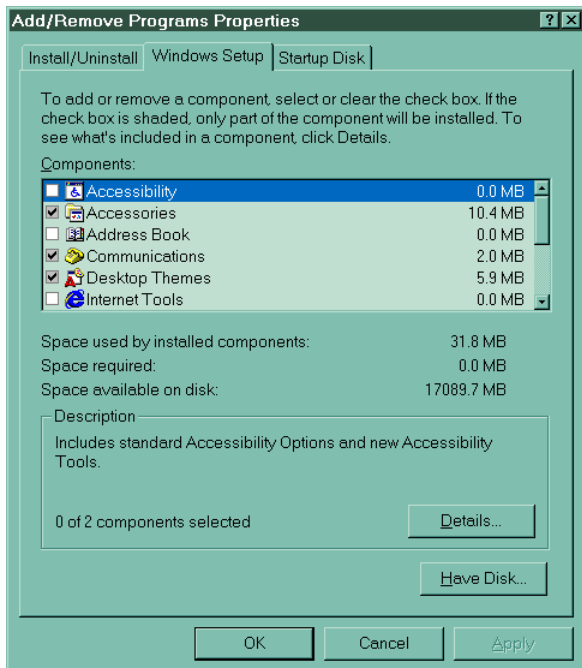 Add/Remove Programs Properties
Install/Uninstall Windows Setup Startup Disk
To add or remove a component, select or clear the check box. If the
check box is shaded, only part of the component will be installed. To
see what's included in a component, click Details.
Components:
Accessibility 0.0 MB
Accessories 10.4 MB
Address Book 0.0 MB
Communications 2.0 MB
Desktop Themes 5.9 MB
Internet Tools 0.0 MB
Space used by installed components: 31.8 MB
Space required: 0.0 MB
Space available on disk: 17089.7 MB
Description
Includes standard Accessibility Options and new Accessibility
Tools.
0 of 2 components selected Details...
Have Disk...
OK Cancel Apply